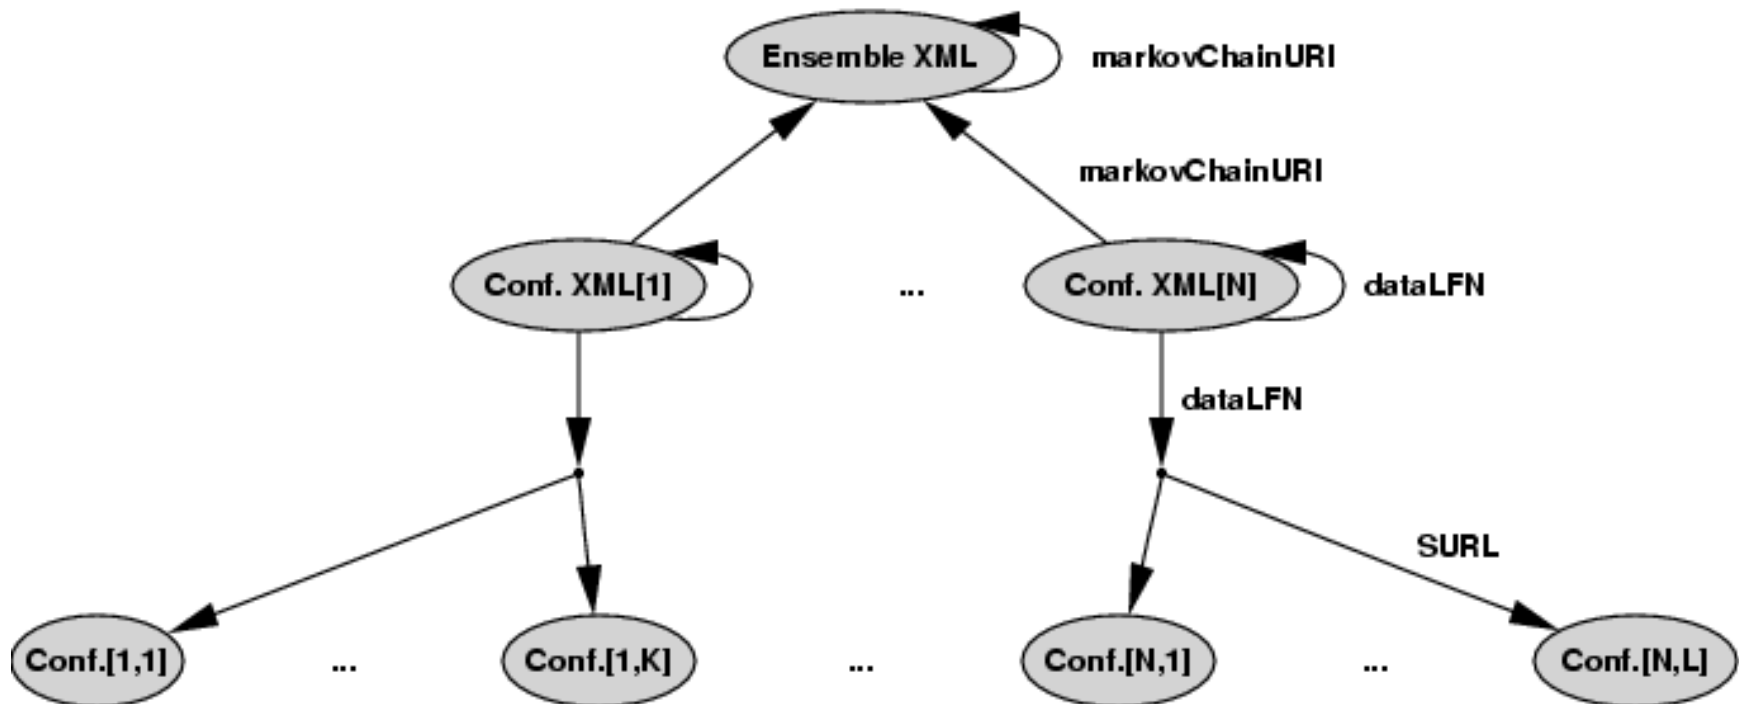 Ensemble XML
markovChainURI
markovChainURI
Conf. XML[1]
...
Conf. XML[N]
dataLFN
dataLFN
SURL
Conf.[1,1]
...
Conf.[1,K]
...
Conf.[N,1]
...
Conf.[N,L]